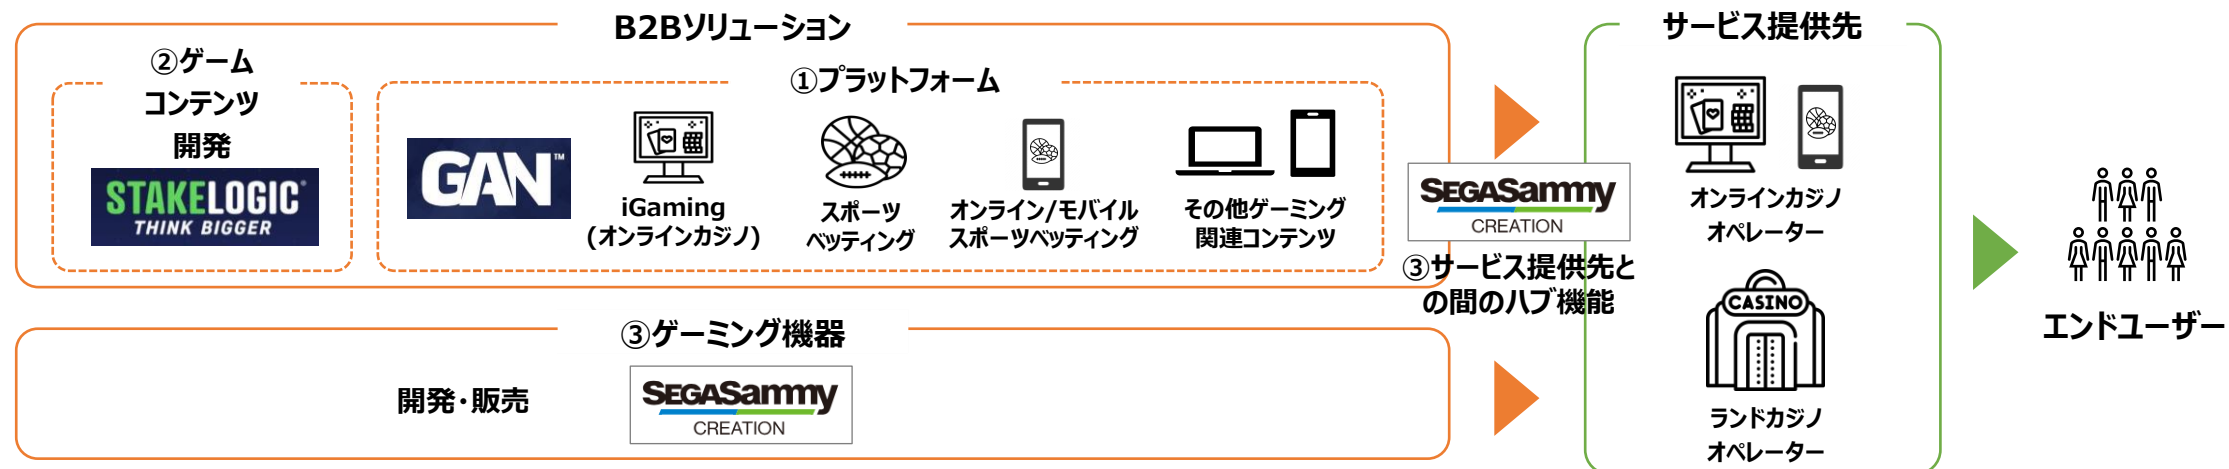 B2Bソリューション
②ゲーム
コンテンツ
開発
STAKELOGIC®
THINK BIGGER
①プラットフォーム
GAN™
iGaming
(オンラインカジノ)
スポーツ
ベッティング
オンライン/モバイル
スポーツベッティング
その他ゲーミング
関連コンテンツ
SEGASammy
CREATION
③サービス提供先と
の間のハブ機能
③ゲーミング機器
開発・販売
SEGASammy
CREATION
サービス提供先
オンラインカジノ
オペレーター
CASINO
ランドカジノ
オペレーター
エンドユーザー